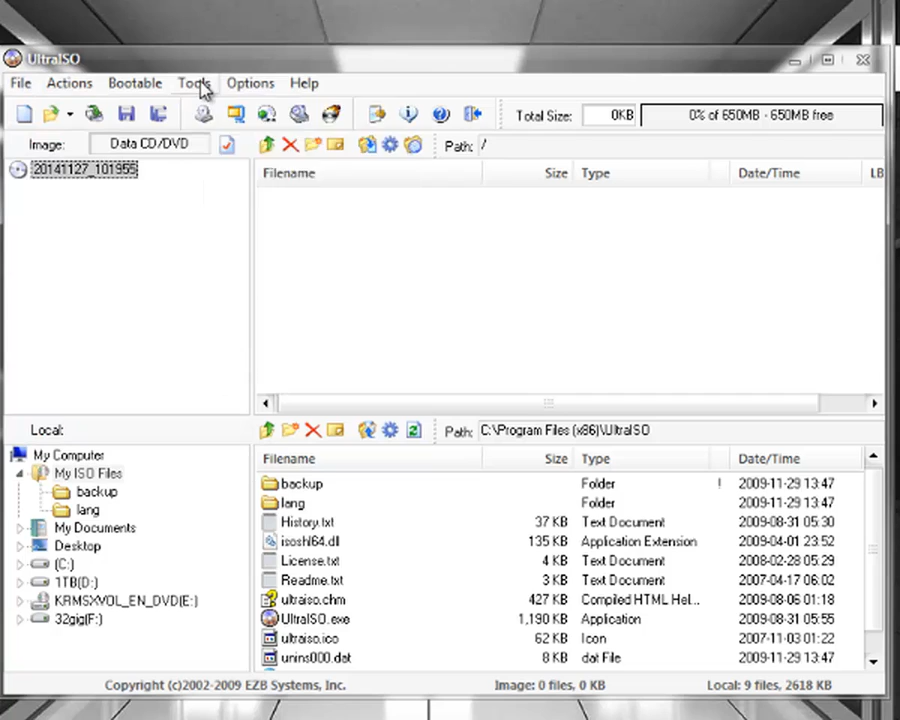 UltraISO
File Actions Bootable Tools Options Help
Total Size: 0KB 0% of 650MB - 650MB free
Image: Data CD/DVD Path: /
20141127_101955
Filename Size Type Date/Time LB
Local: Path: C:\Program Files (x86)\UltraISO
My Computer
My ISO Files
backup
lang
My Documents
Desktop
(C:)
1TB(D:)
KRMSXVOL_EN_DVD(E:)
32gig(F:)
Filename Size Type Date/Time
backup Folder ! 2009-11-29 13:47
lang Folder 2009-11-29 13:47
History.txt 37 KB Text Document 2009-08-31 05:30
isoshl64.dll 135 KB Application Extension 2009-04-01 23:52
License.txt 4 KB Text Document 2008-02-28 05:29
Readme.txt 3 KB Text Document 2007-04-17 06:02
ultraiso.chm 427 KB Compiled HTML Hel... 2009-08-06 01:18
UltraISO.exe 1,190 KB Application 2009-08-31 05:55
ultraiso.ico 62 KB Icon 2007-11-03 01:22
unins000.dat 8 KB dat File 2009-11-29 13:47
Copyright (c)2002-2009 EZB Systems, Inc. Image: 0 files, 0 KB Local: 9 files, 2618 KB